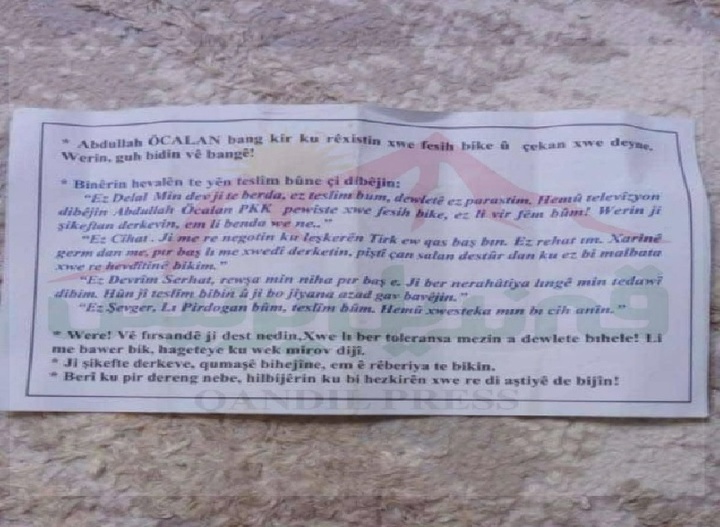 * Abdullah ÖCALAN bang kir ku rêxistin xwe fesih bike û çekan xwe deyne.
Werin, guh bidin vê bangê!
* Binêrin hevalên te yên teslim bûne çi dibêjin:
"Ez Delal Min dev ji te berda, ez teslim bum, dewletê ez parastim. Hemû televîzyon
dibêjin Abdullah Öcalan PKK pewiste xwe fesih bike, ez li vir fêm bûm! Werin ji
şikeftan derkevin, em li benda we ne.."
"Ez Cihat. Ji me re negotin ku leşkerên Tirk ew qas baş bin. Ez rehat im. Xarinê
germ dan me, pir baş li me xwedî derketin, piştî çan salan destûr dan ku ez bi malbata
xwe re hevdîtinê bikim."
"Ez Devrim Serhat, rewşa min niha pir baş e. Ji ber nerahâtiya lingê min tedawî
dibim. Hûn jî teslim bibin û ji bo jiyana azad gav bavêjin."
"Ez Şevger, Li Pirdogan bûm, teslim bûm. Hemû xwesteka min bi cih anîn."
* Were! Vê firsandê ji dest nedin,Xwe li ber toleransa mezin a dewlete bihele! Li
me bawer bik, hageteye ku wek mirov dijî.
* Ji şikefte derkeve, qumaşê bihejîne, em ê rêberiya te bikin.
* Berî ku pir dereng nebe, hilbijêrin ku bi hezkirên xwe re di aştiyê de bijîn!
QANDIL PRESS